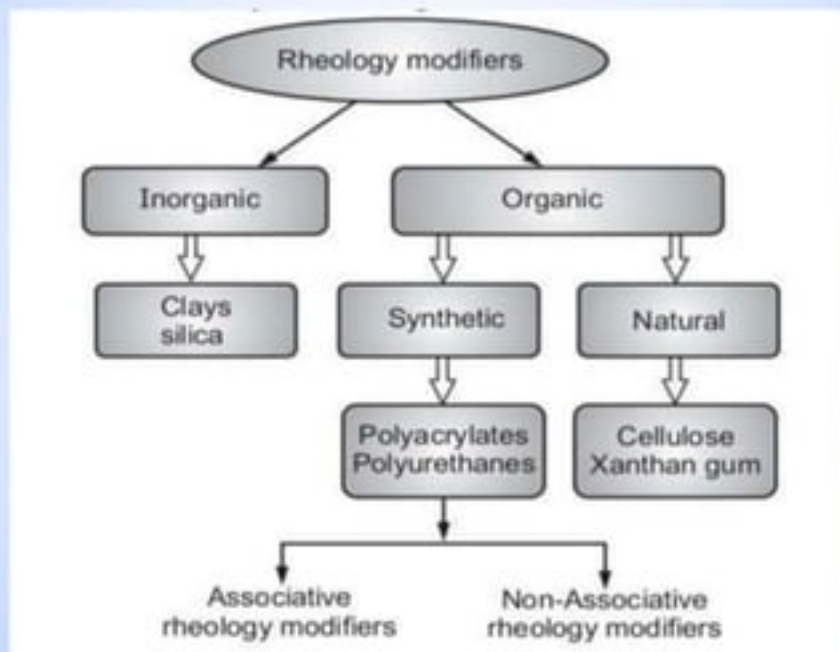 Rheology modifiers
Inorganic
Organic
Clays
silica
Synthetic
Natural
Polyacrylates
Polyurethanes
Cellulose
Xanthan gum
Associative
rheology modifiers
Non-Associative
rheology modifiers